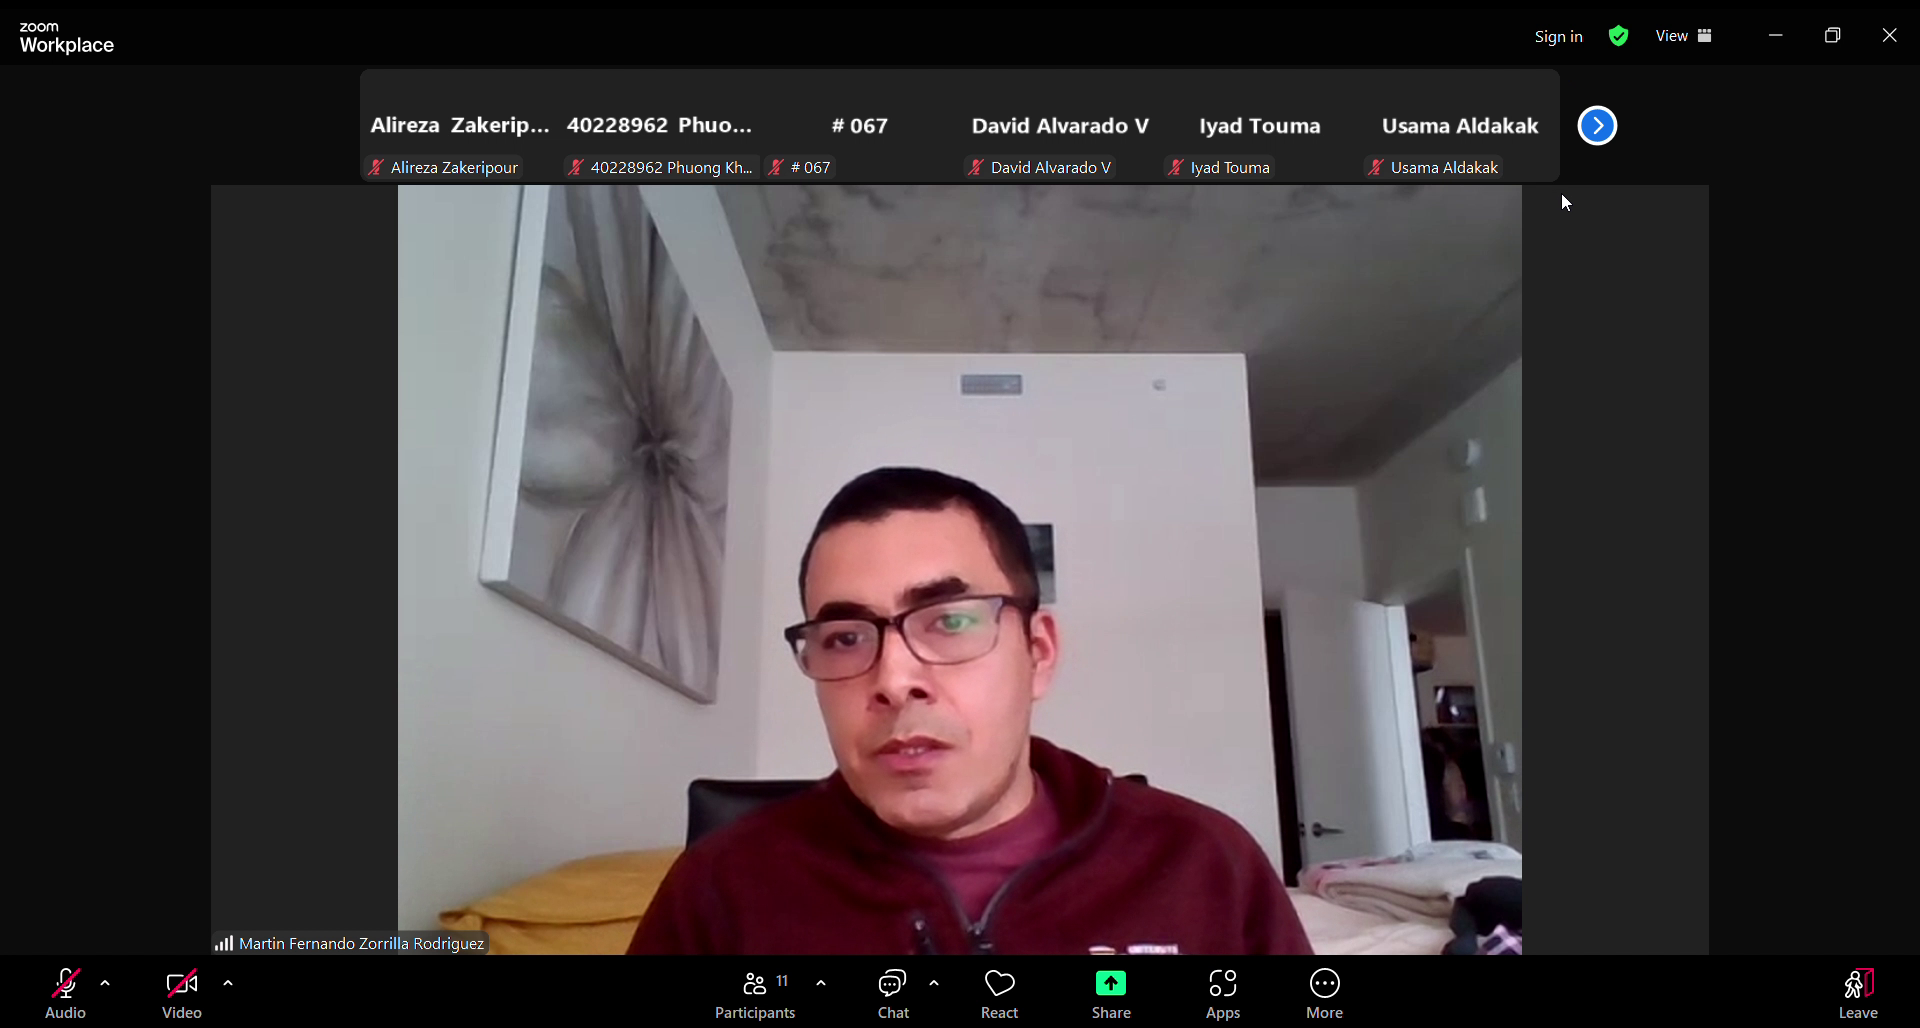 zoom
Workplace
Sign in
View
Alireza Zakerip...
40228962 Phuo...
# 067
David Alvarado V
Iyad Touma
Usama Aldakak
Alireza Zakeripour
40228962 Phuong Kh...
# 067
David Alvarado V
Iyad Touma
Usama Aldakak
Martin Fernando Zorrilla Rodriguez
11
Audio
Video
Participants
Chat
React
Share
Apps
More
Leave